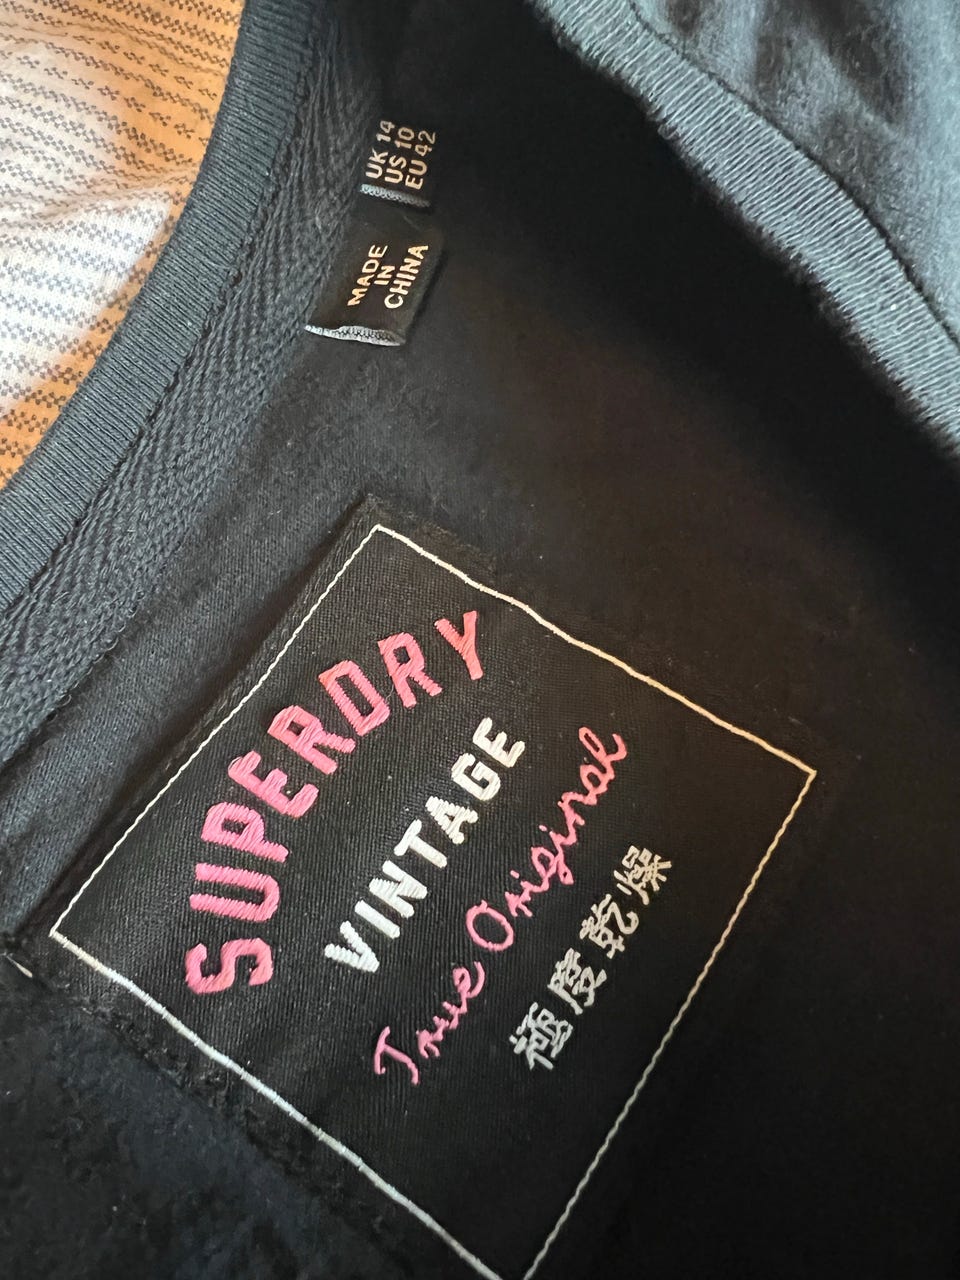 UK 14
US 10
EU 42
MADE
IN
CHINA
SUPERDRY
VINTAGE
True Original
極度乾燥